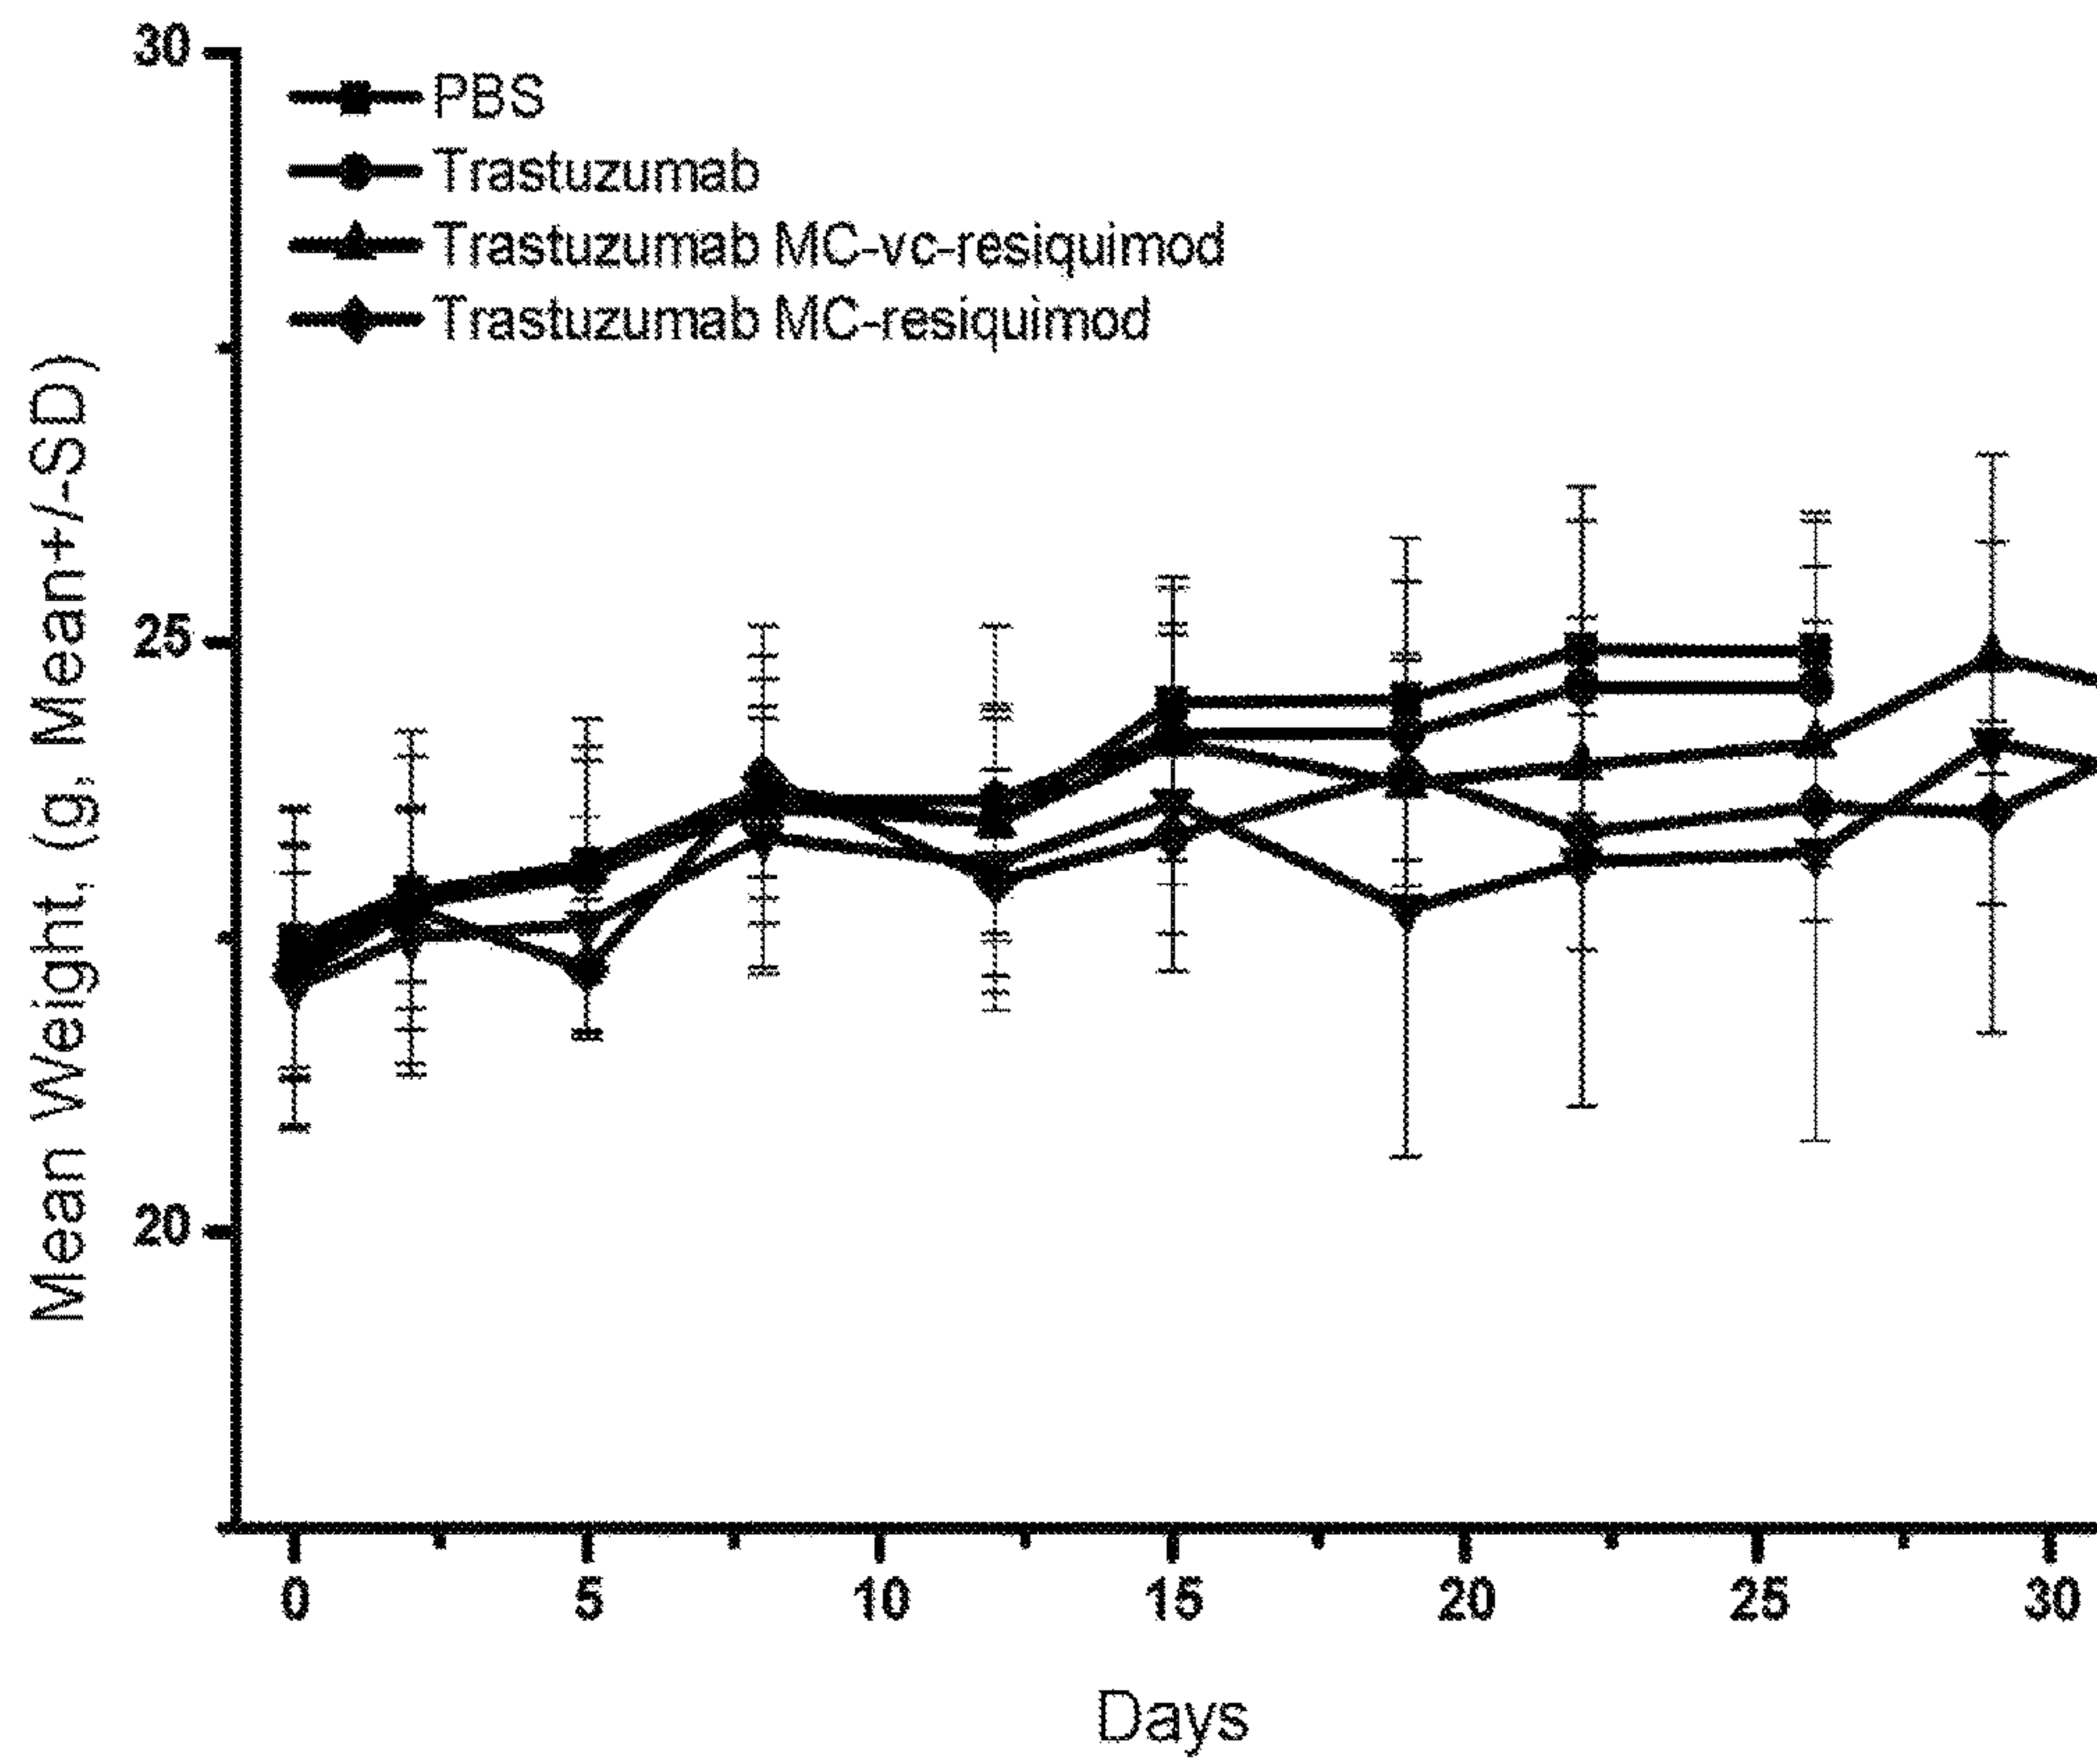 30
PBS
Trastuzumab
Trastuzumab MC-vc-resiquimod
Trastuzumab MC-resiquimod
Mean Weight, (g, Mean+/-SD)
25
20
0 5 10 15 20 25 30
Days